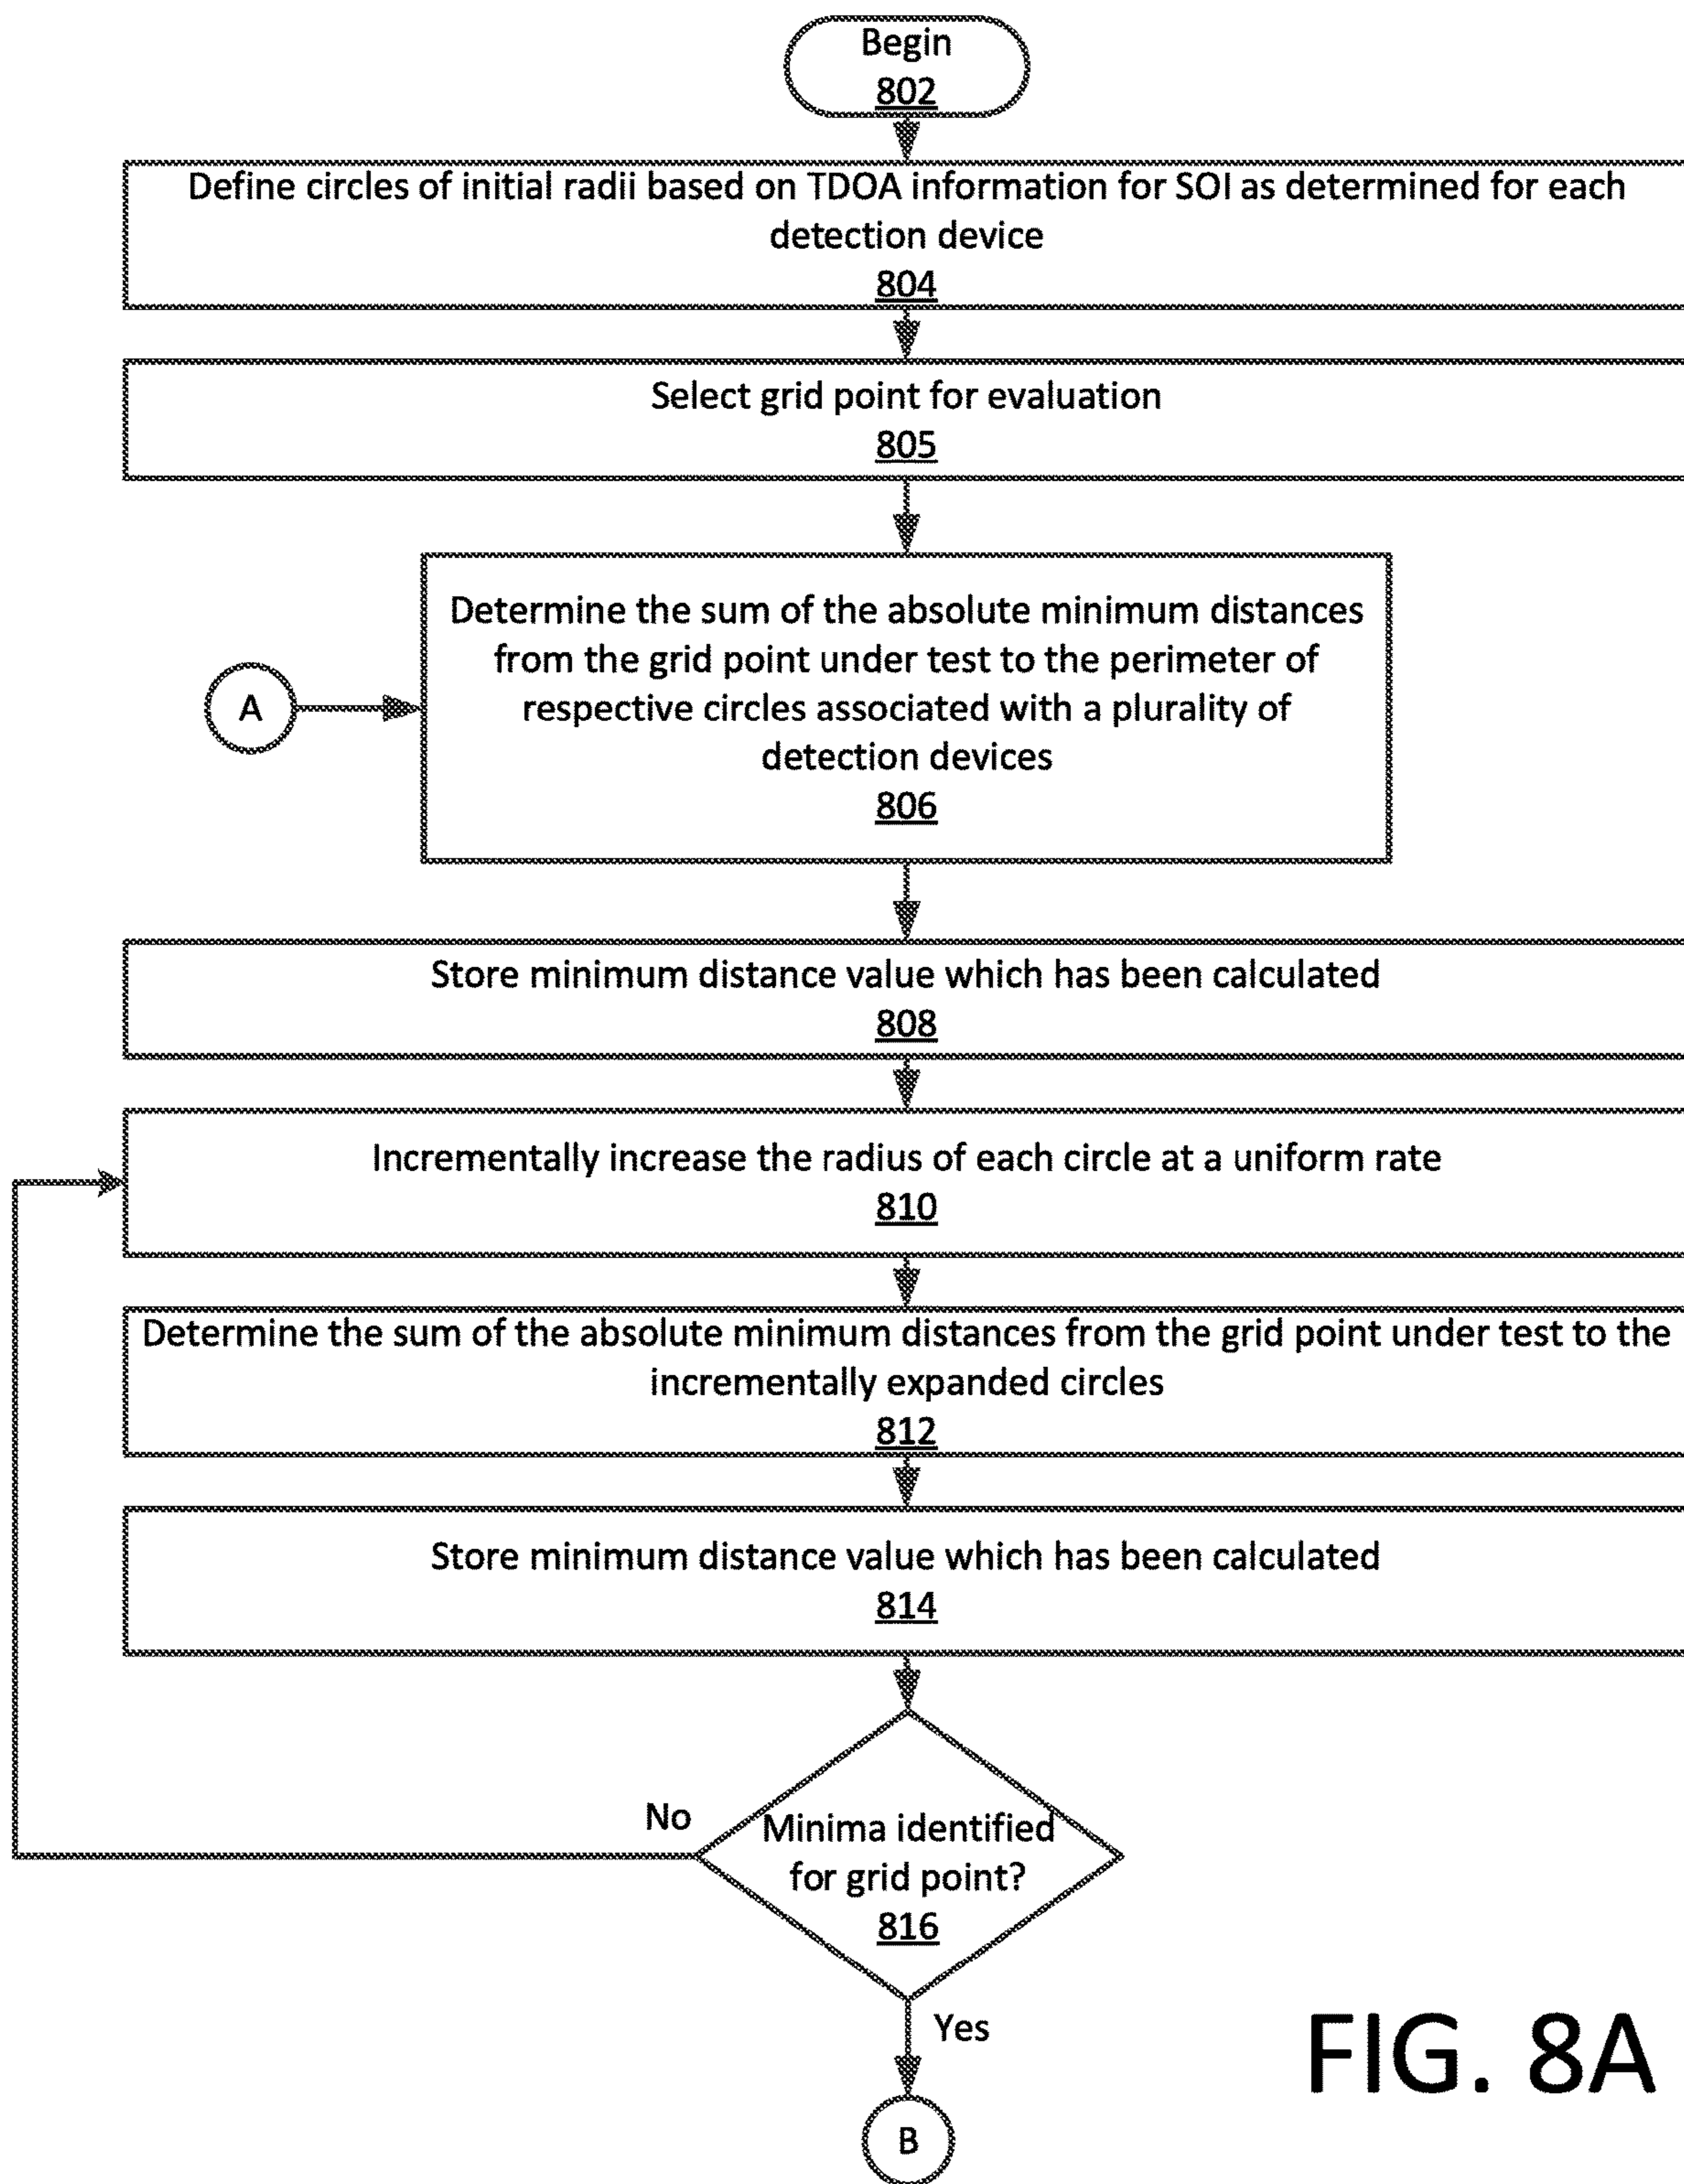 Begin
802
Define circles of initial radii based on TDOA information for SOI as determined for each
detection device
804
Select grid point for evaluation
805
Determine the sum of the absolute minimum distances
from the grid point under test to the perimeter of
respective circles associated with a plurality of
detection devices
806
A
Store minimum distance value which has been calculated
808
Incrementally increase the radius of each circle at a uniform rate
810
Determine the sum of the absolute minimum distances from the grid point under test to the
incrementally expanded circles
812
Store minimum distance value which has been calculated
814
No
Minima identified
for grid point?
816
Yes
B
FIG. 8A